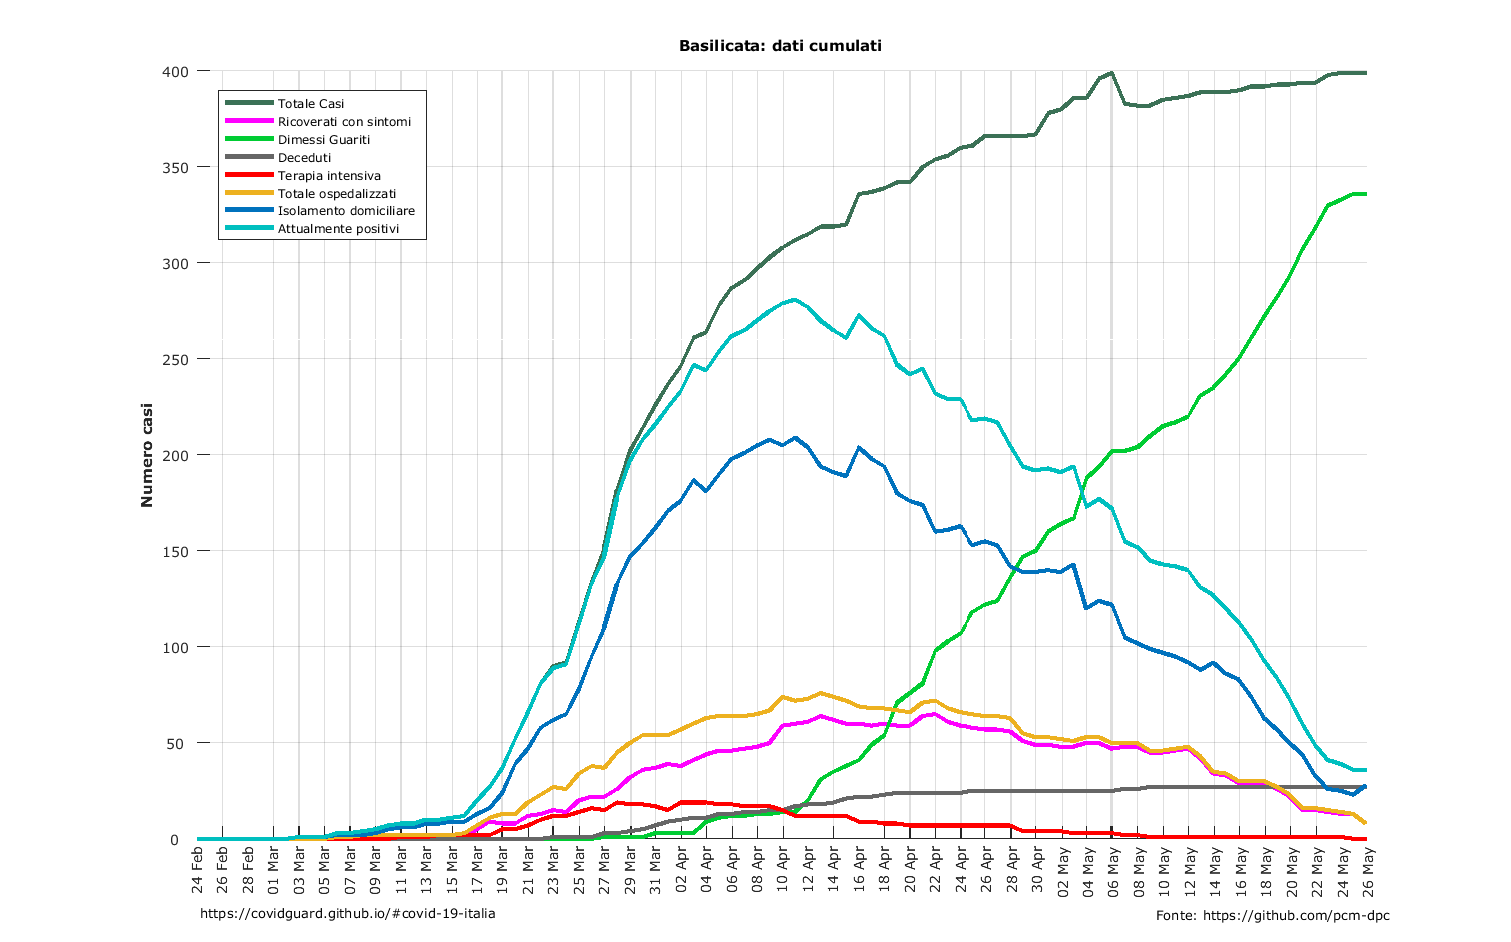 Basilicata: dati cumulati
400
350
300
250
200
150
100
50
0
Numero casi
Totale Casi
Ricoverati con sintomi
Dimessi Guariti
Deceduti
Terapia intensiva
Totale ospedalizzati
Isolamento domiciliare
Attualmente positivi
24 Feb
26 Feb
28 Feb
01 Mar
03 Mar
05 Mar
07 Mar
09 Mar
11 Mar
13 Mar
15 Mar
17 Mar
19 Mar
21 Mar
23 Mar
25 Mar
27 Mar
29 Mar
31 Mar
02 Apr
04 Apr
06 Apr
08 Apr
10 Apr
12 Apr
14 Apr
16 Apr
18 Apr
20 Apr
22 Apr
24 Apr
26 Apr
28 Apr
30 Apr
02 May
04 May
06 May
08 May
10 May
12 May
14 May
16 May
18 May
20 May
22 May
24 May
26 May
https://covidguard.github.io/#covid-19-italia
Fonte: https://github.com/pcm-dpc